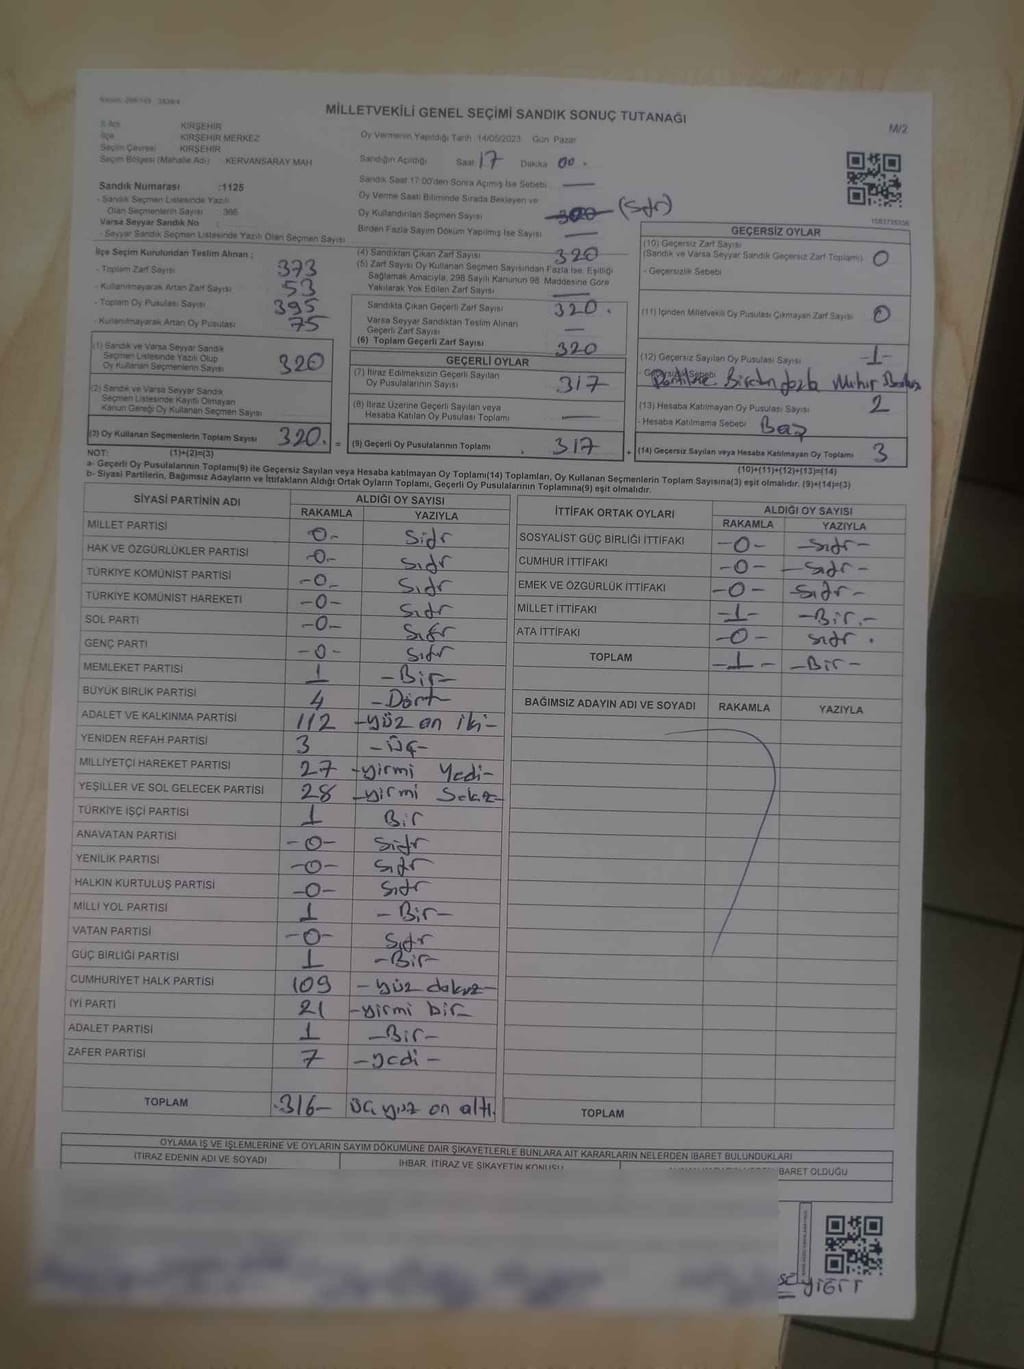 MİLLETVEKİLİ GENEL SEÇİMİ SANDIK SONUÇ TUTANAĞI
M/2
İl Adı KIRŞEHİR
İlçe KIRŞEHİR MERKEZ
Seçim Çevresi KIRŞEHİR
Seçim Bölgesi (Mahalle Adı) : KERVANSARAY MAH
Oy Vermenin Yapıldığı Tarih :14/05/2023 Gün: Pazar
Sandığın Açıldığı Saat 17 Dakika 00
Sandık Saat 17:00'den Sonra Açılmış İse Sebebi —
Sandık Numarası :1125
- Sandık Seçmen Listesinde Yazılı
Olan Seçmenlerin Sayısı
Varsa Seyyar Sandık No :
- Seyyar Sandık Seçmen Listesinde Yazılı Olan Seçmen Sayısı
Oy Verme Saati Bitiminde Sırada Bekleyen ve
Oy Kullandırılan Seçmen Sayısı (Sıfır)
Birden Fazla Sayım Döküm Yapılmış İse Sayısı —
İlçe Seçim Kurulundan Teslim Alınan ;
- Toplam Zarf Sayısı : 373
- Kullanılmayarak Artan Zarf Sayısı : 53
- Toplam Oy Pusulası Sayısı : 395
- Kullanılmayarak Artan Oy Pusulası : 75
(1) Sandık ve Varsa Seyyar Sandık
Seçmen Listesinde Yazılı Olup
Oy Kullanan Seçmenlerin Sayısı 320
(2) Sandık ve Varsa Seyyar Sandık
Seçmen Listesinde Kayıtlı Olmayan
Kanun Gereği Oy Kullanan Seçmen Sayısı
(3) Oy Kullanan Seçmenlerin Toplam Sayısı 320. =
(1)+(2)=(3)
(4) Sandıktan Çıkan Zarf Sayısı 320
(5) Zarf Sayısı Oy Kullanan Seçmen Sayısından Fazla İse, Eşitliği
Sağlamak Amacıyla, 298 Sayılı Kanunun 98. Maddesine Göre
Yakılarak Yok Edilen Zarf Sayısı —
Sandıkta Çıkan Geçerli Zarf Sayısı 320.
Varsa Seyyar Sandıktan Teslim Alınan
Geçerli Zarf Sayısı —
(6) Toplam Geçerli Zarf Sayısı 320
GEÇERLİ OYLAR
(7) İtiraz Edilmeksizin Geçerli Sayılan
Oy Pusulalarının Sayısı 317
(8) İtiraz Üzerine Geçerli Sayılan veya
Hesaba Katılan Oy Pusulası Toplamı —
(9) Geçerli Oy Pusulalarının Toplamı 317 +
GEÇERSİZ OYLAR
(10) Geçersiz Zarf Sayısı
(Sandık ve Varsa Seyyar Sandık Geçersiz Zarf Toplamı) 0
- Geçersizlik Sebebi
(11) İçinden Milletvekili Oy Pusulası Çıkmayan Zarf Sayısı 0
(12) Geçersiz Sayılan Oy Pusulası Sayısı -1-
Geçersizlik Sebebi Birden fazla Mühür
(13) Hesaba Katılmayan Oy Pusulası Sayısı 2
- Hesaba Katılmama Sebebi Boş
(14) Geçersiz Sayılan veya Hesaba Katılmayan Oy Toplamı 3
(10)+(11)+(12)+(13)=(14)
NOT:
a- Geçerli Oy Pusulalarının Toplamı(9) ile Geçersiz Sayılan veya Hesaba katılmayan Oy Toplamı(14) Toplamları, Oy Kullanan Seçmenlerin Toplam Sayısına(3) eşit olmalıdır. (9)+(14)=(3)
b- Siyasi Partilerin, Bağımsız Adayların ve İttifakların Aldığı Ortak Oyların Toplamı, Geçerli Oy Pusulalarının Toplamına(9) eşit olmalıdır.
SİYASİ PARTİNİN ADI ALDIĞI OY SAYISI
RAKAMLA YAZIYLA
MİLLET PARTİSİ -0- Sıfır
HAK VE ÖZGÜRLÜKLER PARTİSİ -0- Sıfır
TÜRKİYE KOMÜNİST PARTİSİ -0- Sıfır
TÜRKİYE KOMÜNİST HAREKETİ -0- Sıfır
SOL PARTİ -0- Sıfır
GENÇ PARTİ -0- Sıfır
MEMLEKET PARTİSİ 1 -Bir-
BÜYÜK BİRLİK PARTİSİ 4 -Dört-
ADALET VE KALKINMA PARTİSİ 112 -yüz on iki-
YENİDEN REFAH PARTİSİ 3 -Üç-
MİLLİYETÇİ HAREKET PARTİSİ 27 -yirmi Yedi-
YEŞİLLER VE SOL GELECEK PARTİSİ 28 -yirmi Sekiz-
TÜRKİYE İŞÇİ PARTİSİ 1 Bir
ANAVATAN PARTİSİ -0- Sıfır
YENİLİK PARTİSİ -0- Sıfır
HALKIN KURTULUŞ PARTİSİ -0- Sıfır
MİLLİ YOL PARTİSİ 1 -Bir-
VATAN PARTİSİ -0- Sıfır
GÜÇ BİRLİĞİ PARTİSİ 1 -Bir-
CUMHURİYET HALK PARTİSİ 109 -yüz dokuz-
İYİ PARTİ 21 -yirmi bir-
ADALET PARTİSİ 1 -Bir-
ZAFER PARTİSİ 7 -yedi-
TOPLAM -316- üç yüz on altı.
İTTİFAK ORTAK OYLARI ALDIĞI OY SAYISI
RAKAMLA YAZIYLA
SOSYALİST GÜÇ BİRLİĞİ İTTİFAKI -0- -Sıfır-
CUMHUR İTTİFAKI -0- -Sıfır-
EMEK VE ÖZGÜRLÜK İTTİFAKI -0- -Sıfır-
MİLLET İTTİFAKI -1- -Bir.-
ATA İTTİFAKI -0- Sıfır.
TOPLAM -1- -Bir-
BAĞIMSIZ ADAYIN ADI VE SOYADI RAKAMLA YAZIYLA
TOPLAM
OYLAMA İŞ VE İŞLEMLERİNE VE OYLARIN SAYIM DÖKÜMÜNE DAİR ŞİKAYETLERLE BUNLARA AİT KARARLARIN NELERDEN İBARET BULUNDUKLARI
İTİRAZ EDENİN ADI VE SOYADI İHBAR, İTİRAZ VE ŞİKAYETİN KONUSU İBARET OLDUĞU